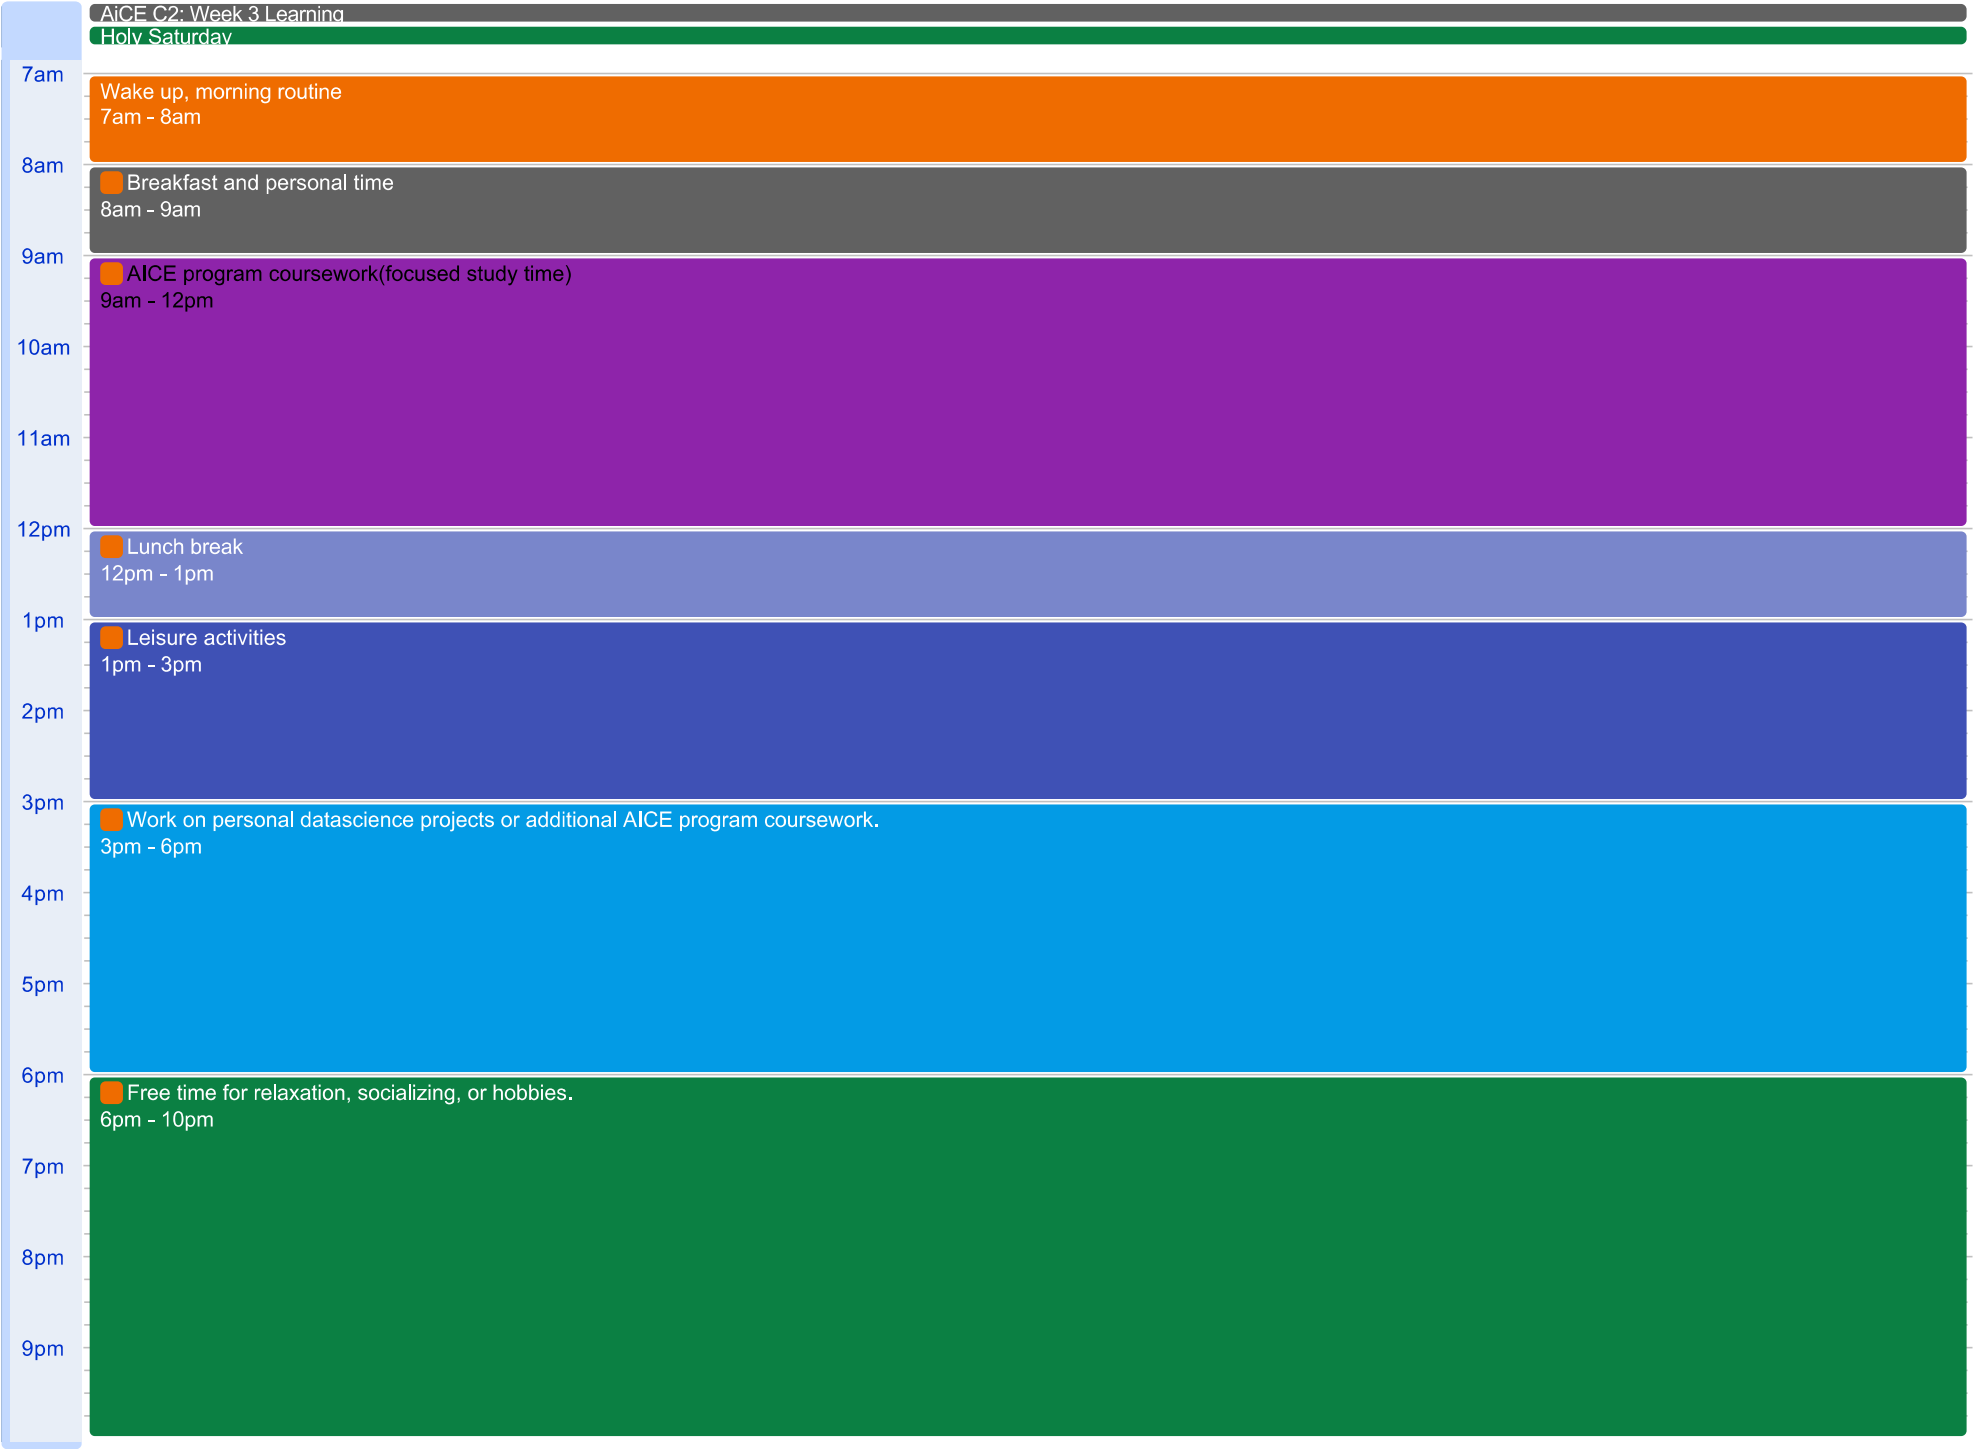 AiCE C2: Week 3 Learning
Holy Saturday
7am
Wake up, morning routine
7am - 8am
8am
Breakfast and personal time
8am - 9am
9am
AICE program coursework(focused study time)
9am - 12pm
10am
11am
12pm
Lunch break
12pm - 1pm
1pm
Leisure activities
1pm - 3pm
2pm
3pm
Work on personal datascience projects or additional AICE program coursework.
3pm - 6pm
4pm
5pm
6pm
Free time for relaxation, socializing, or hobbies.
6pm - 10pm
7pm
8pm
9pm